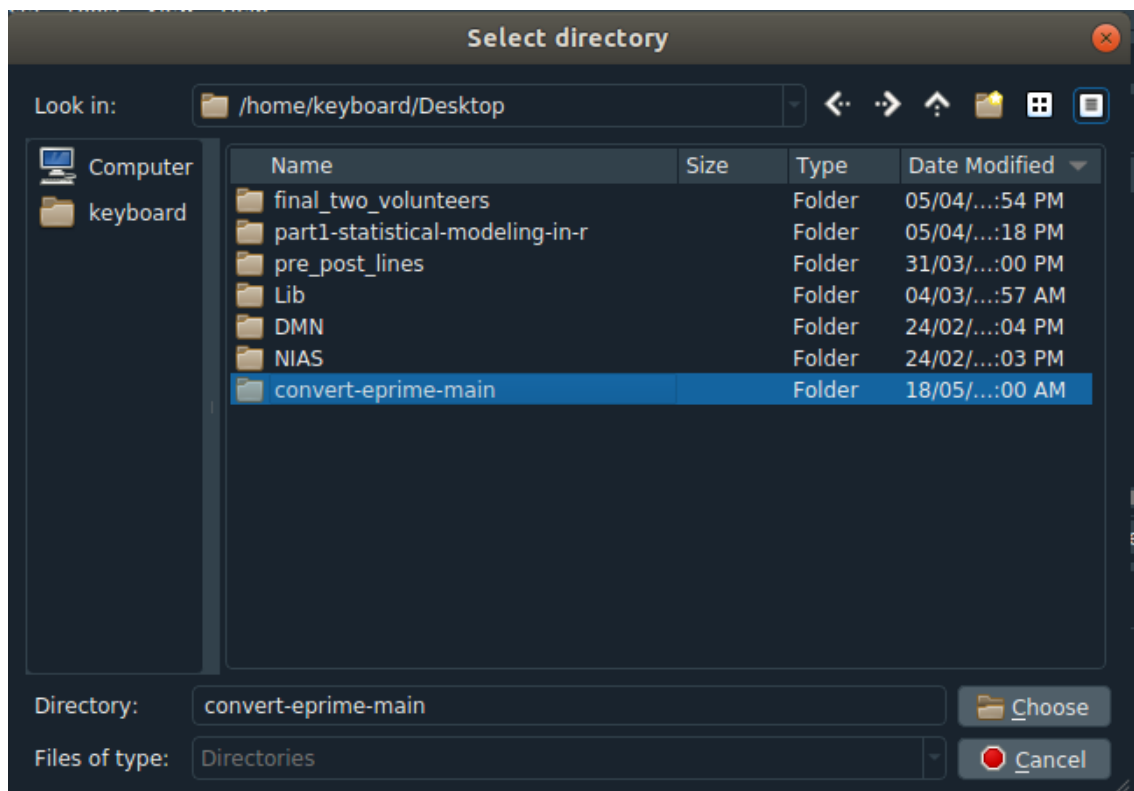 Select directory
Look in: /home/keyboard/Desktop
Computer
keyboard
Name Size Type Date Modified
final_two_volunteers Folder 05/04/...:54 PM
part1-statistical-modeling-in-r Folder 05/04/...:18 PM
pre_post_lines Folder 31/03/...:00 PM
Lib Folder 04/03/...:57 AM
DMN Folder 24/02/...:04 PM
NIAS Folder 24/02/...:03 PM
convert-eprime-main Folder 18/05/...:00 AM
Directory: convert-eprime-main Choose
Files of type: Directories Cancel